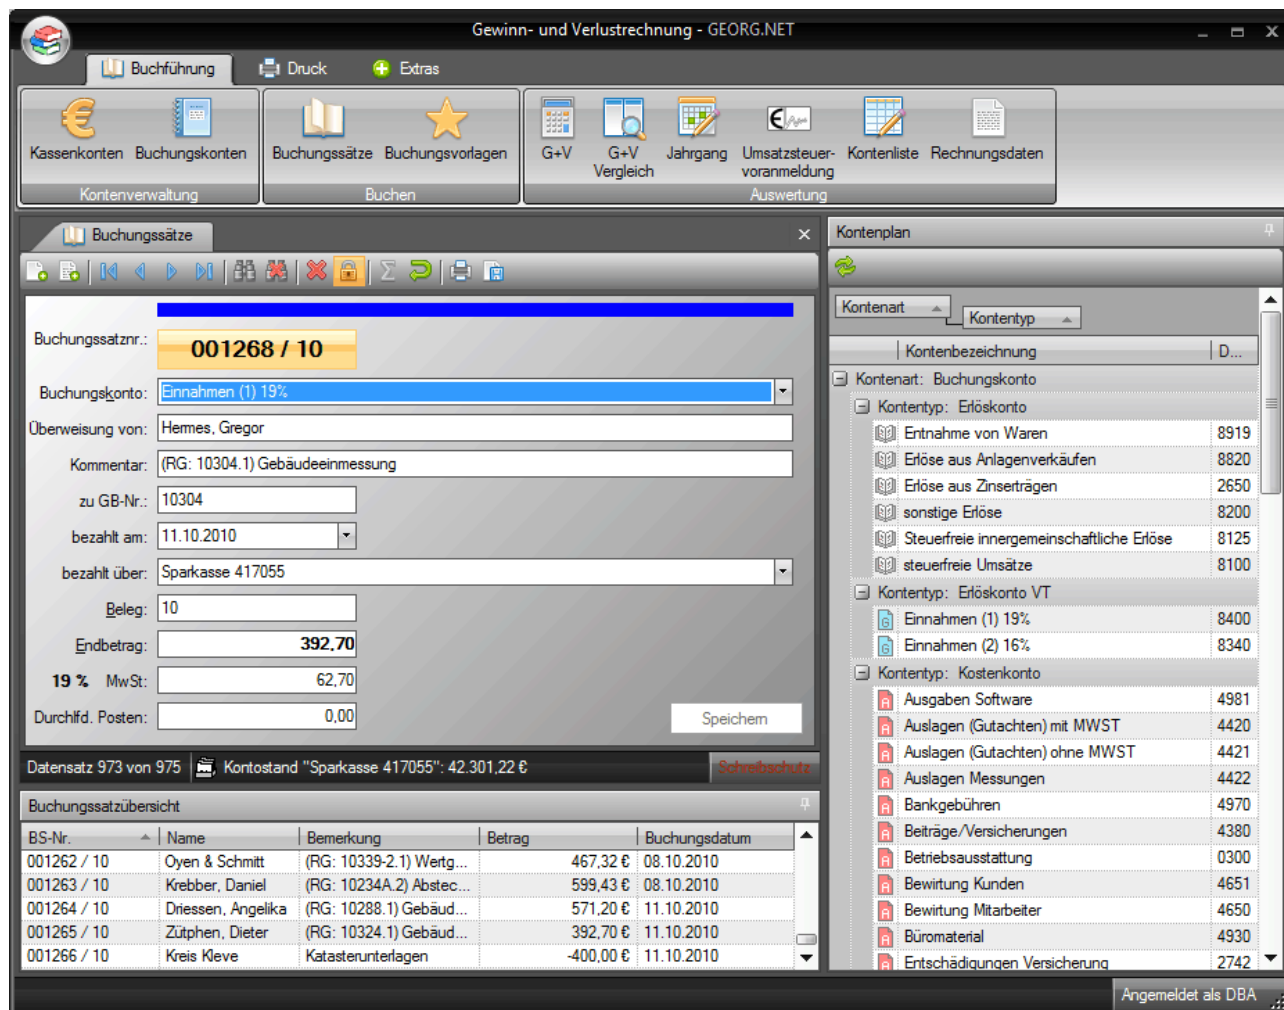 Gewinn- und Verlustrechnung - GEORG.NET
Buchführung Druck Extras
Kassenkonten Buchungskonten Buchungssätze Buchungsvorlagen G+V G+V Vergleich Jahrgang Umsatzsteuer-voranmeldung Kontenliste Rechnungsdaten
Kontenverwaltung Buchen Auswertung
Buchungssätze
Buchungssatznr.: 001268 / 10
Buchungskonto: Einnahmen (1) 19%
Überweisung von: Hermes, Gregor
Kommentar: (RG: 10304.1) Gebäudeeinmessung
zu GB-Nr.: 10304
bezahlt am: 11.10.2010
bezahlt über: Sparkasse 417055
Beleg: 10
Endbetrag: 392,70
19 % MwSt: 62,70
Durchlfd. Posten: 0,00
Speichern
Datensatz 973 von 975 Kontostand "Sparkasse 417055": 42.301,22 € Schreibschutz
Buchungssatzübersicht
BS-Nr. Name Bemerkung Betrag Buchungsdatum
001262 / 10 Oyen & Schmitt (RG: 10339-2.1) Wertg... 467,32 € 08.10.2010
001263 / 10 Krebber, Daniel (RG: 10234A.2) Abstec... 599,43 € 08.10.2010
001264 / 10 Driessen, Angelika (RG: 10288.1) Gebäud... 571,20 € 11.10.2010
001265 / 10 Zütphen, Dieter (RG: 10324.1) Gebäud... 392,70 € 11.10.2010
001266 / 10 Kreis Kleve Katasterunterlagen -400,00 € 11.10.2010
Kontenplan
Kontenart
Kontentyp
Kontenbezeichnung D...
Kontenart: Buchungskonto
Kontentyp: Erlöskonto
Entnahme von Waren 8919
Erlöse aus Anlagenverkäufen 8820
Erlöse aus Zinserträgen 2650
sonstige Erlöse 8200
Steuerfreie innergemeinschaftliche Erlöse 8125
steuerfreie Umsätze 8100
Kontentyp: Erlöskonto VT
Einnahmen (1) 19% 8400
Einnahmen (2) 16% 8340
Kontentyp: Kostenkonto
Ausgaben Software 4981
Auslagen (Gutachten) mit MWST 4420
Auslagen (Gutachten) ohne MWST 4421
Auslagen Messungen 4422
Bankgebühren 4970
Beiträge/Versicherungen 4380
Betriebsausstattung 0300
Bewirtung Kunden 4651
Bewirtung Mitarbeiter 4650
Büromaterial 4930
Entschädigungen Versicherung 2742
Angemeldet als DBA